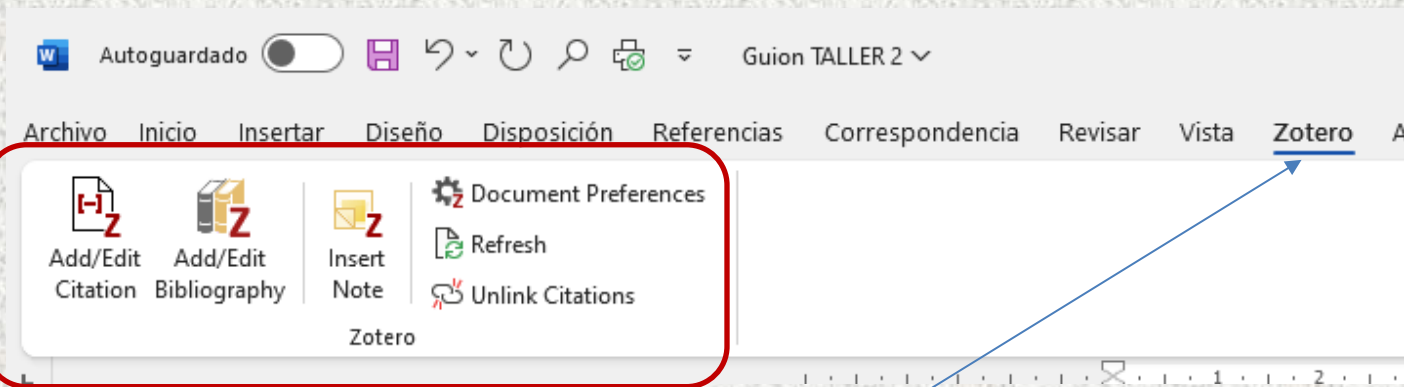 Autoguardado Guion TALLER 2
Archivo Inicio Insertar Diseño Disposición Referencias Correspondencia Revisar Vista Zotero A
Add/Edit Citation
Add/Edit Bibliography
Insert Note
Document Preferences
Refresh
Unlink Citations
Zotero
1 2